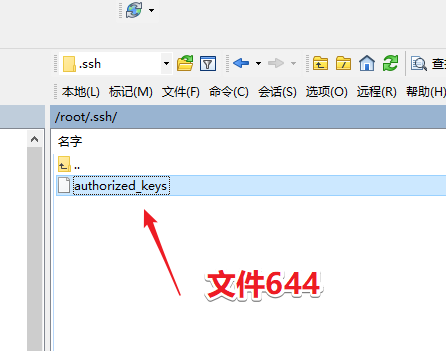 .ssh
查
本地(L) 标记(M) 文件(F) 命令(C) 会话(S) 选项(O) 远程(R) 帮助(H)
/root/.ssh/
名字
..
authorized_keys
文件644